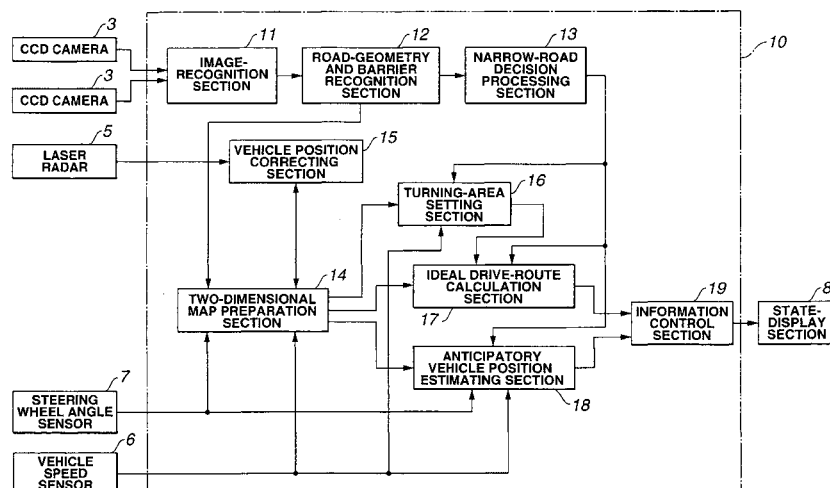 3
CCD CAMERA
3
CCD CAMERA
5
LASER
RADAR
11
IMAGE-
RECOGNITION
SECTION
12
ROAD-GEOMETRY
AND BARRIER
RECOGNITION
SECTION
13
NARROW-ROAD
DECISION
PROCESSING
SECTION
10
15
VEHICLE POSITION
CORRECTING
SECTION
16
TURNING-AREA
SETTING
SECTION
14
TWO-DIMENSIONAL
MAP PREPARATION
SECTION
IDEAL DRIVE-ROUTE
CALCULATION
SECTION
17
19
INFORMATION
CONTROL
SECTION
8
STATE-
DISPLAY
SECTION
ANTICIPATORY
VEHICLE POSITION
ESTIMATING SECTION
18
7
STEERING
WHEEL ANGLE
SENSOR
6
VEHICLE
SPEED
SENSOR